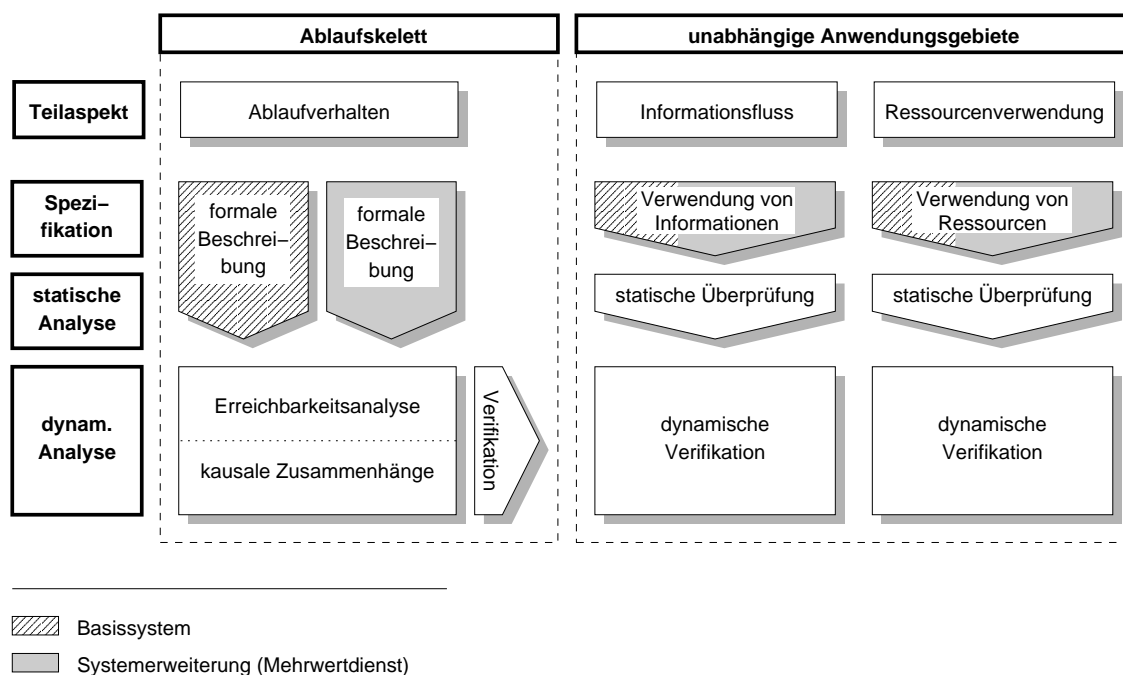 Ablaufskelett
unabhängige Anwendungsgebiete
Teilaspekt
Ablaufverhalten
Informationsfluss
Ressourcenverwendung
Spezi–
fikation
formale
Beschrei–
bung
formale
Beschrei–
bung
Verwendung von
Informationen
Verwendung von
Ressourcen
statische
Analyse
statische Überprüfung
statische Überprüfung
dynam.
Analyse
Erreichbarkeitsanalyse
kausale Zusammenhänge
Verifikation
dynamische
Verifikation
dynamische
Verifikation
Basissystem
Systemerweiterung (Mehrwertdienst)